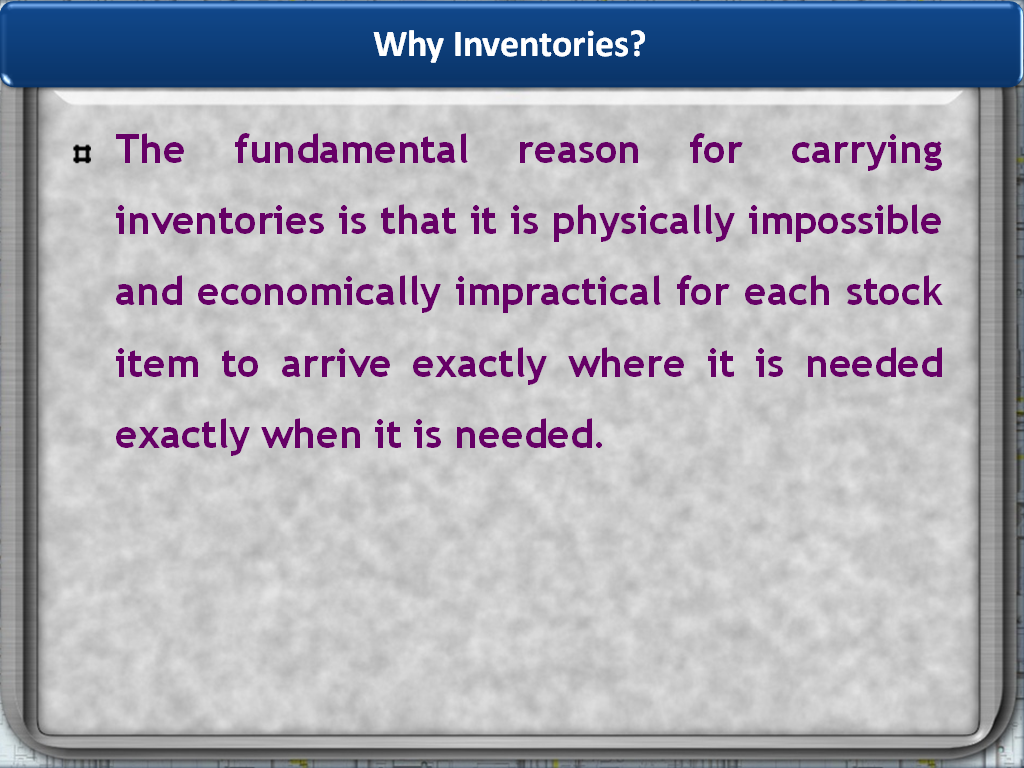 Why Inventories?
The fundamental reason for carrying
inventories is that it is physically impossible
and economically impractical for each stock
item to arrive exactly where it is needed
exactly when it is needed.